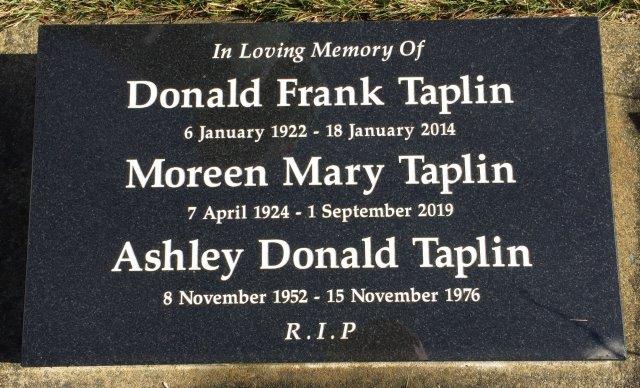 In Loving Memory Of
Donald Frank Taplin
6 January 1922 - 18 January 2014
Moreen Mary Taplin
7 April 1924 - 1 September 2019
Ashley Donald Taplin
8 November 1952 - 15 November 1976
R.I.P